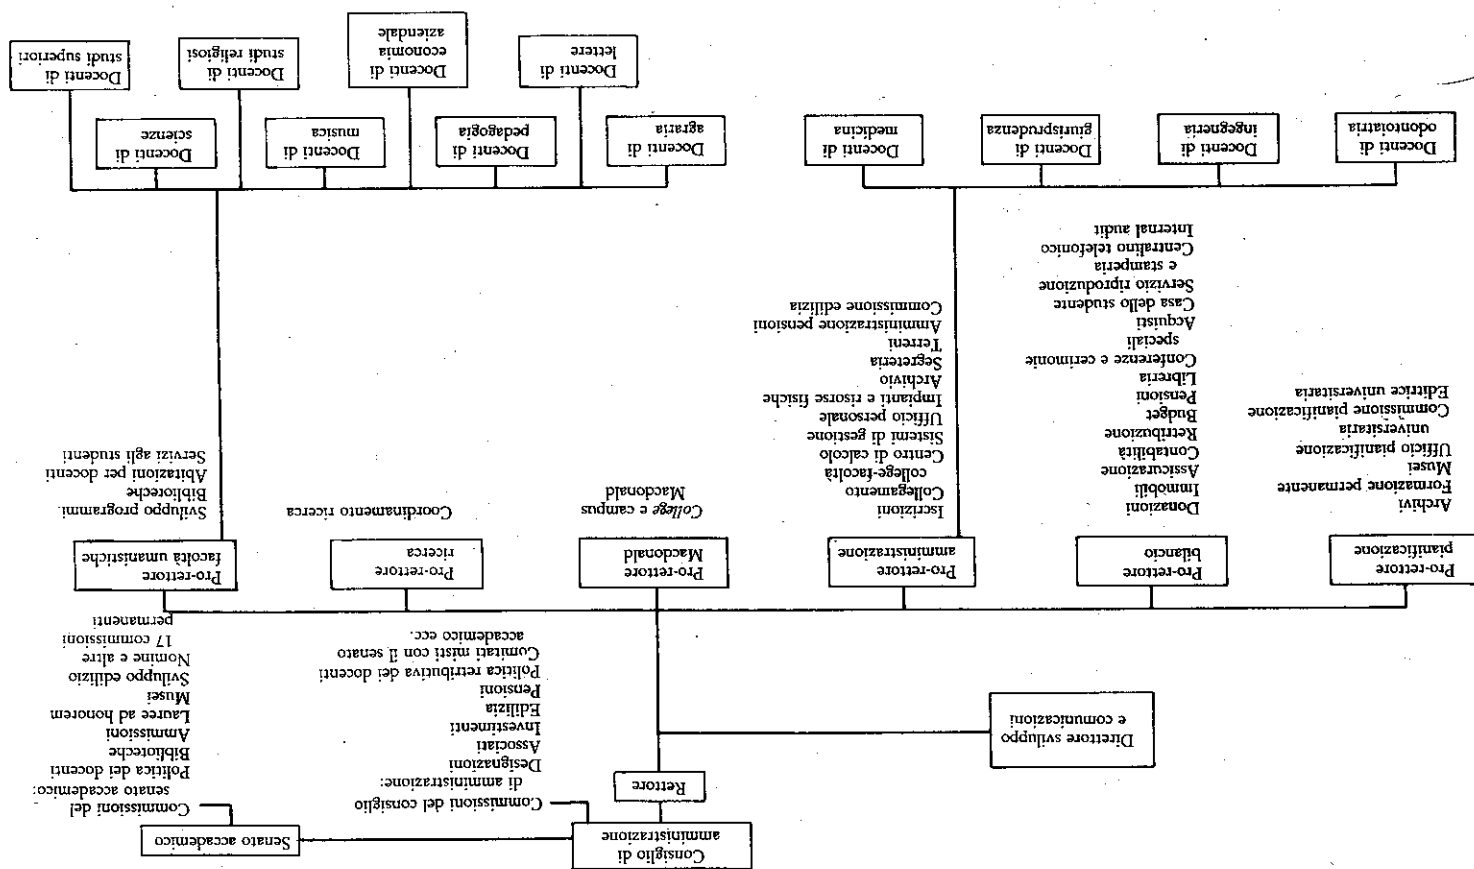 Consiglio di
amministrazione
Senato accademico
Commissioni del
senato accademico:
Politica dei docenti
Biblioteche
Ammissioni
Lauree ad honorem
Musei
Sviluppo edilizio
Nomine e altre
17 commissioni
permanenti
Commissioni del consiglio
di amministrazione:
Designazioni
Associati
Investimenti
Edilizia
Pensioni
Politica retributiva dei docenti
Comitati misti con il senato
accademico ecc.
Rettore
Direttore sviluppo
e comunicazioni
Pro-rettore
pianificazione
Archivi
Formazione permanente
Musei
Ufficio pianificazione
universitaria
Commissione pianificazione
Editrice universitaria
Pro-rettore
bilancio
Donazioni
Immobili
Assicurazione
Contabilità
Retribuzione
Budget
Pensioni
Libreria
Conferenze e cerimonie
speciali
Acquisti
Casa dello studente
Servizio riproduzione
e stamperia
Centralino telefonico
Internal audit
Pro-rettore
amministrazione
Iscrizioni
Collegamento
college-facoltà
Centro di calcolo
Sistemi di gestione
Ufficio personale
Impianti e risorse fisiche
Archivio
Segreteria
Terreni
Amministrazione pensioni
Commissione edilizia
Pro-rettore
Macdonald
College e campus
Macdonald
Pro-rettore
ricerca
Coordinamento ricerca
Pro-rettore
facoltà umanistiche
Sviluppo programmi
Biblioteche
Abitazioni per docenti
Servizi agli studenti
Docenti di
odontoiatria
Docenti di
ingegneria
Docenti di
giurisprudenza
Docenti di
medicina
Docenti di
agraria
Docenti di
pedagogia
Docenti di
musica
Docenti di
scienze
Docenti di
lettere
Docenti di
economia
aziendale
Docenti di
studi religiosi
Docenti di
studi superiori